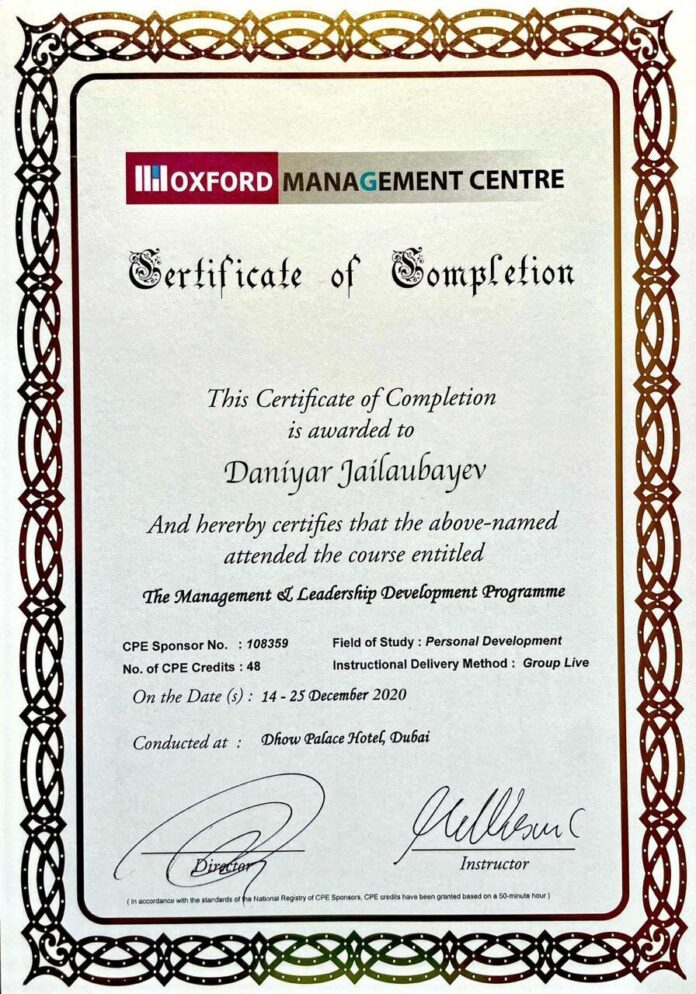 OXFORD MANAGEMENT CENTRE
Certificate of Completion
This Certificate of Completion
is awarded to
Daniyar Jailaubayev
And hererby certifies that the above-named
attended the course entitled
The Management & Leadership Development Programme
CPE Sponsor No. : 108359 Field of Study : Personal Development
No. of CPE Credits : 48 Instructional Delivery Method : Group Live
On the Date (s) : 14 - 25 December 2020
Conducted at : Dhow Palace Hotel, Dubai
Director Instructor
( In accordance with the standards of the National Registry of CPE Sponsors, CPE credits have been granted based on a 50-minute hour )